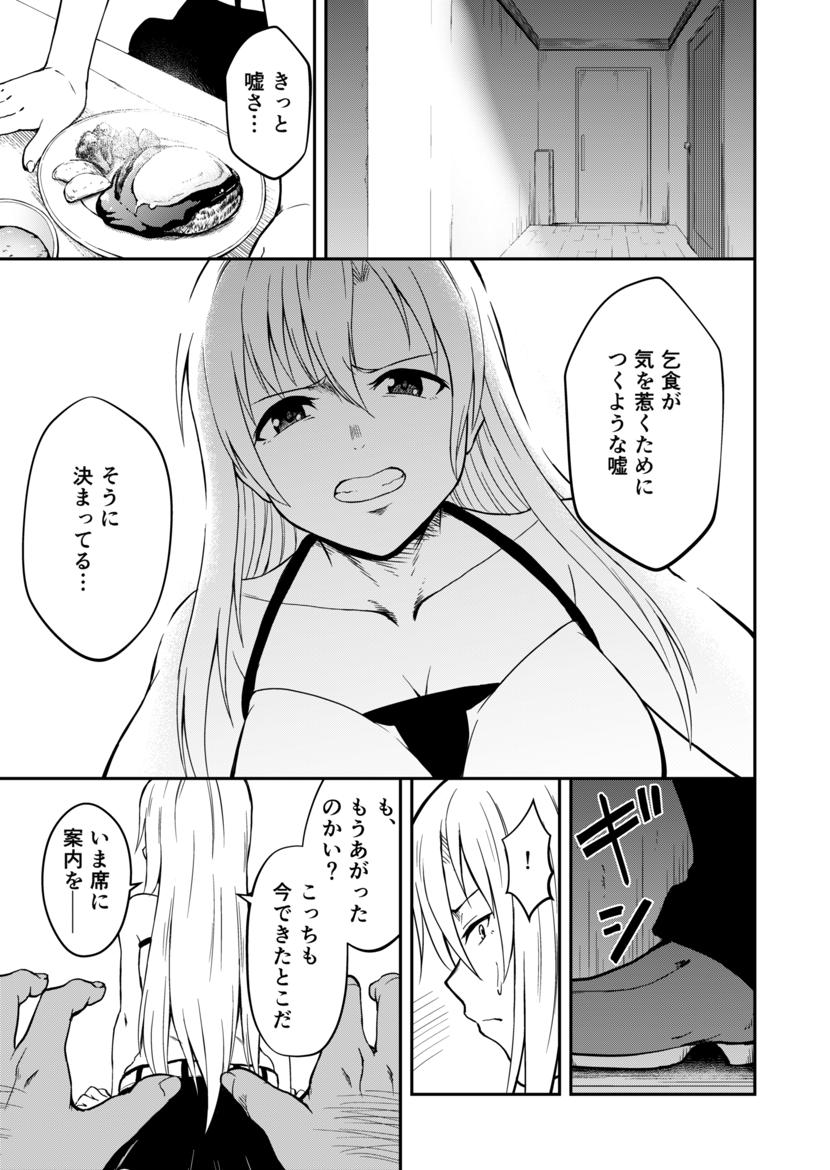 きっと
嘘さ…
乞食が
気を惹くために
つくような嘘
そうに
決まってる…
ギシ
！
も、
もうあがった
のかい？
こっちも
今できたとこだ
いま席に
案内を──